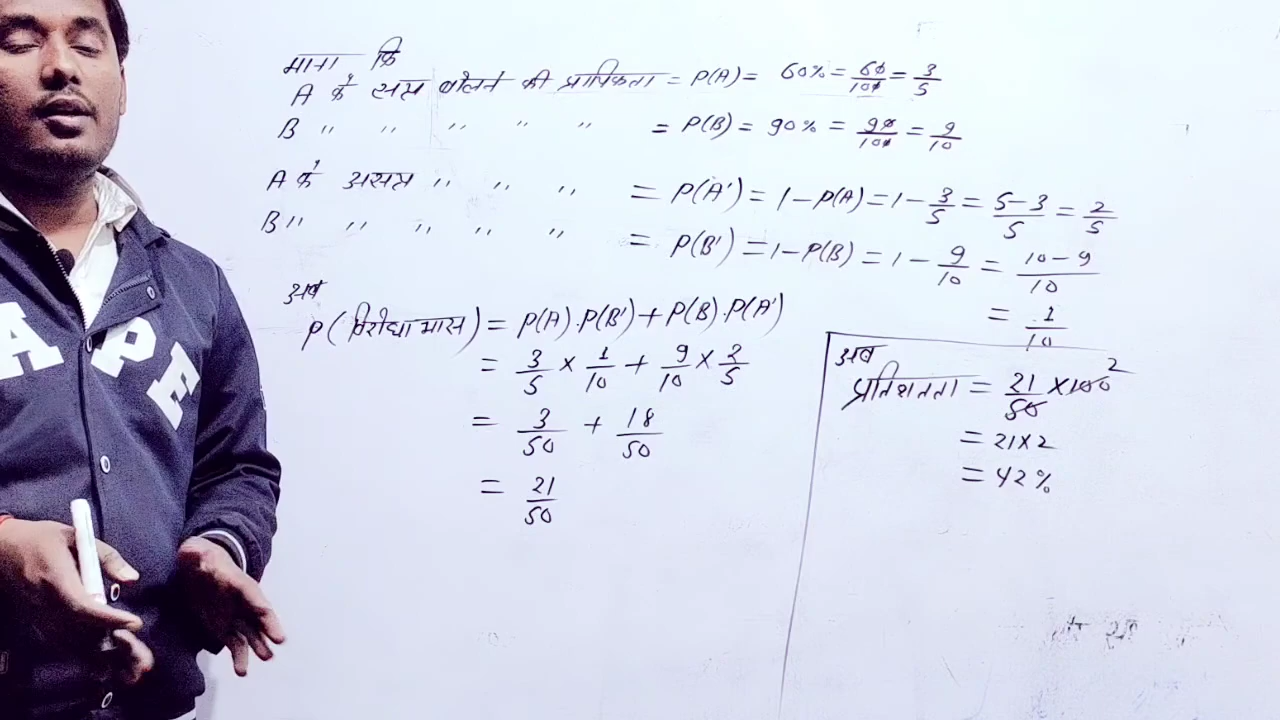 माना कि
A के सत्य बोलने की प्रायिकता = P(A) = 60% = 60/100 = 3/5
B " " " " " = P(B) = 90% = 90/100 = 9/10
A के असत्य " " " = P(A') = 1 - P(A) = 1 - 3/5 = 5-3/5 = 2/5
B " " " " " = P(B') = 1 - P(B) = 1 - 9/10 = 10-9/10
= 1/10
अब
P(विरोधाभास) = P(A).P(B') + P(B).P(A')
= 3/5 × 1/10 + 9/10 × 2/5
= 3/50 + 18/50
= 21/50
अब
प्रतिशतता = 21/50 × 100 2
= 21×2
= 42%
APE